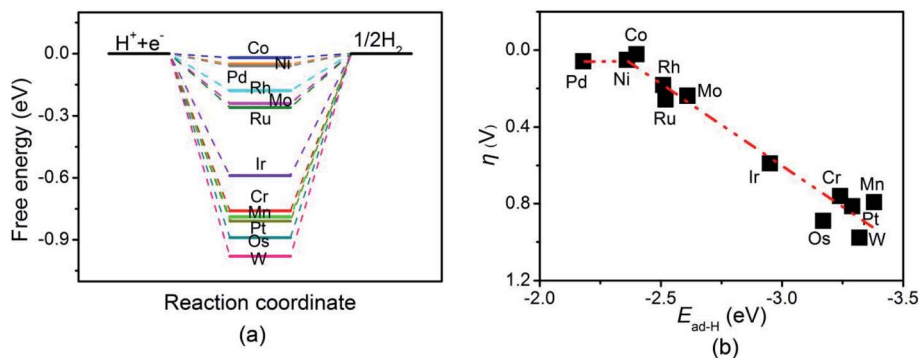 H⁺+e⁻
1/2H₂
Co
Ni
Pd
Rh
Mo
Ru
Ir
Cr
Mn
Pt
Os
W
0.0
-0.3
-0.6
-0.9
Free energy (eV)
Reaction coordinate
(a)
0.0
0.4
0.8
1.2
η (V)
Co
Pd
Ni
Rh
Ru
Mo
Ir
Cr
Mn
Pt
Os
W
-2.0 -2.5 -3.0 -3.5
E_ad-H (eV)
(b)